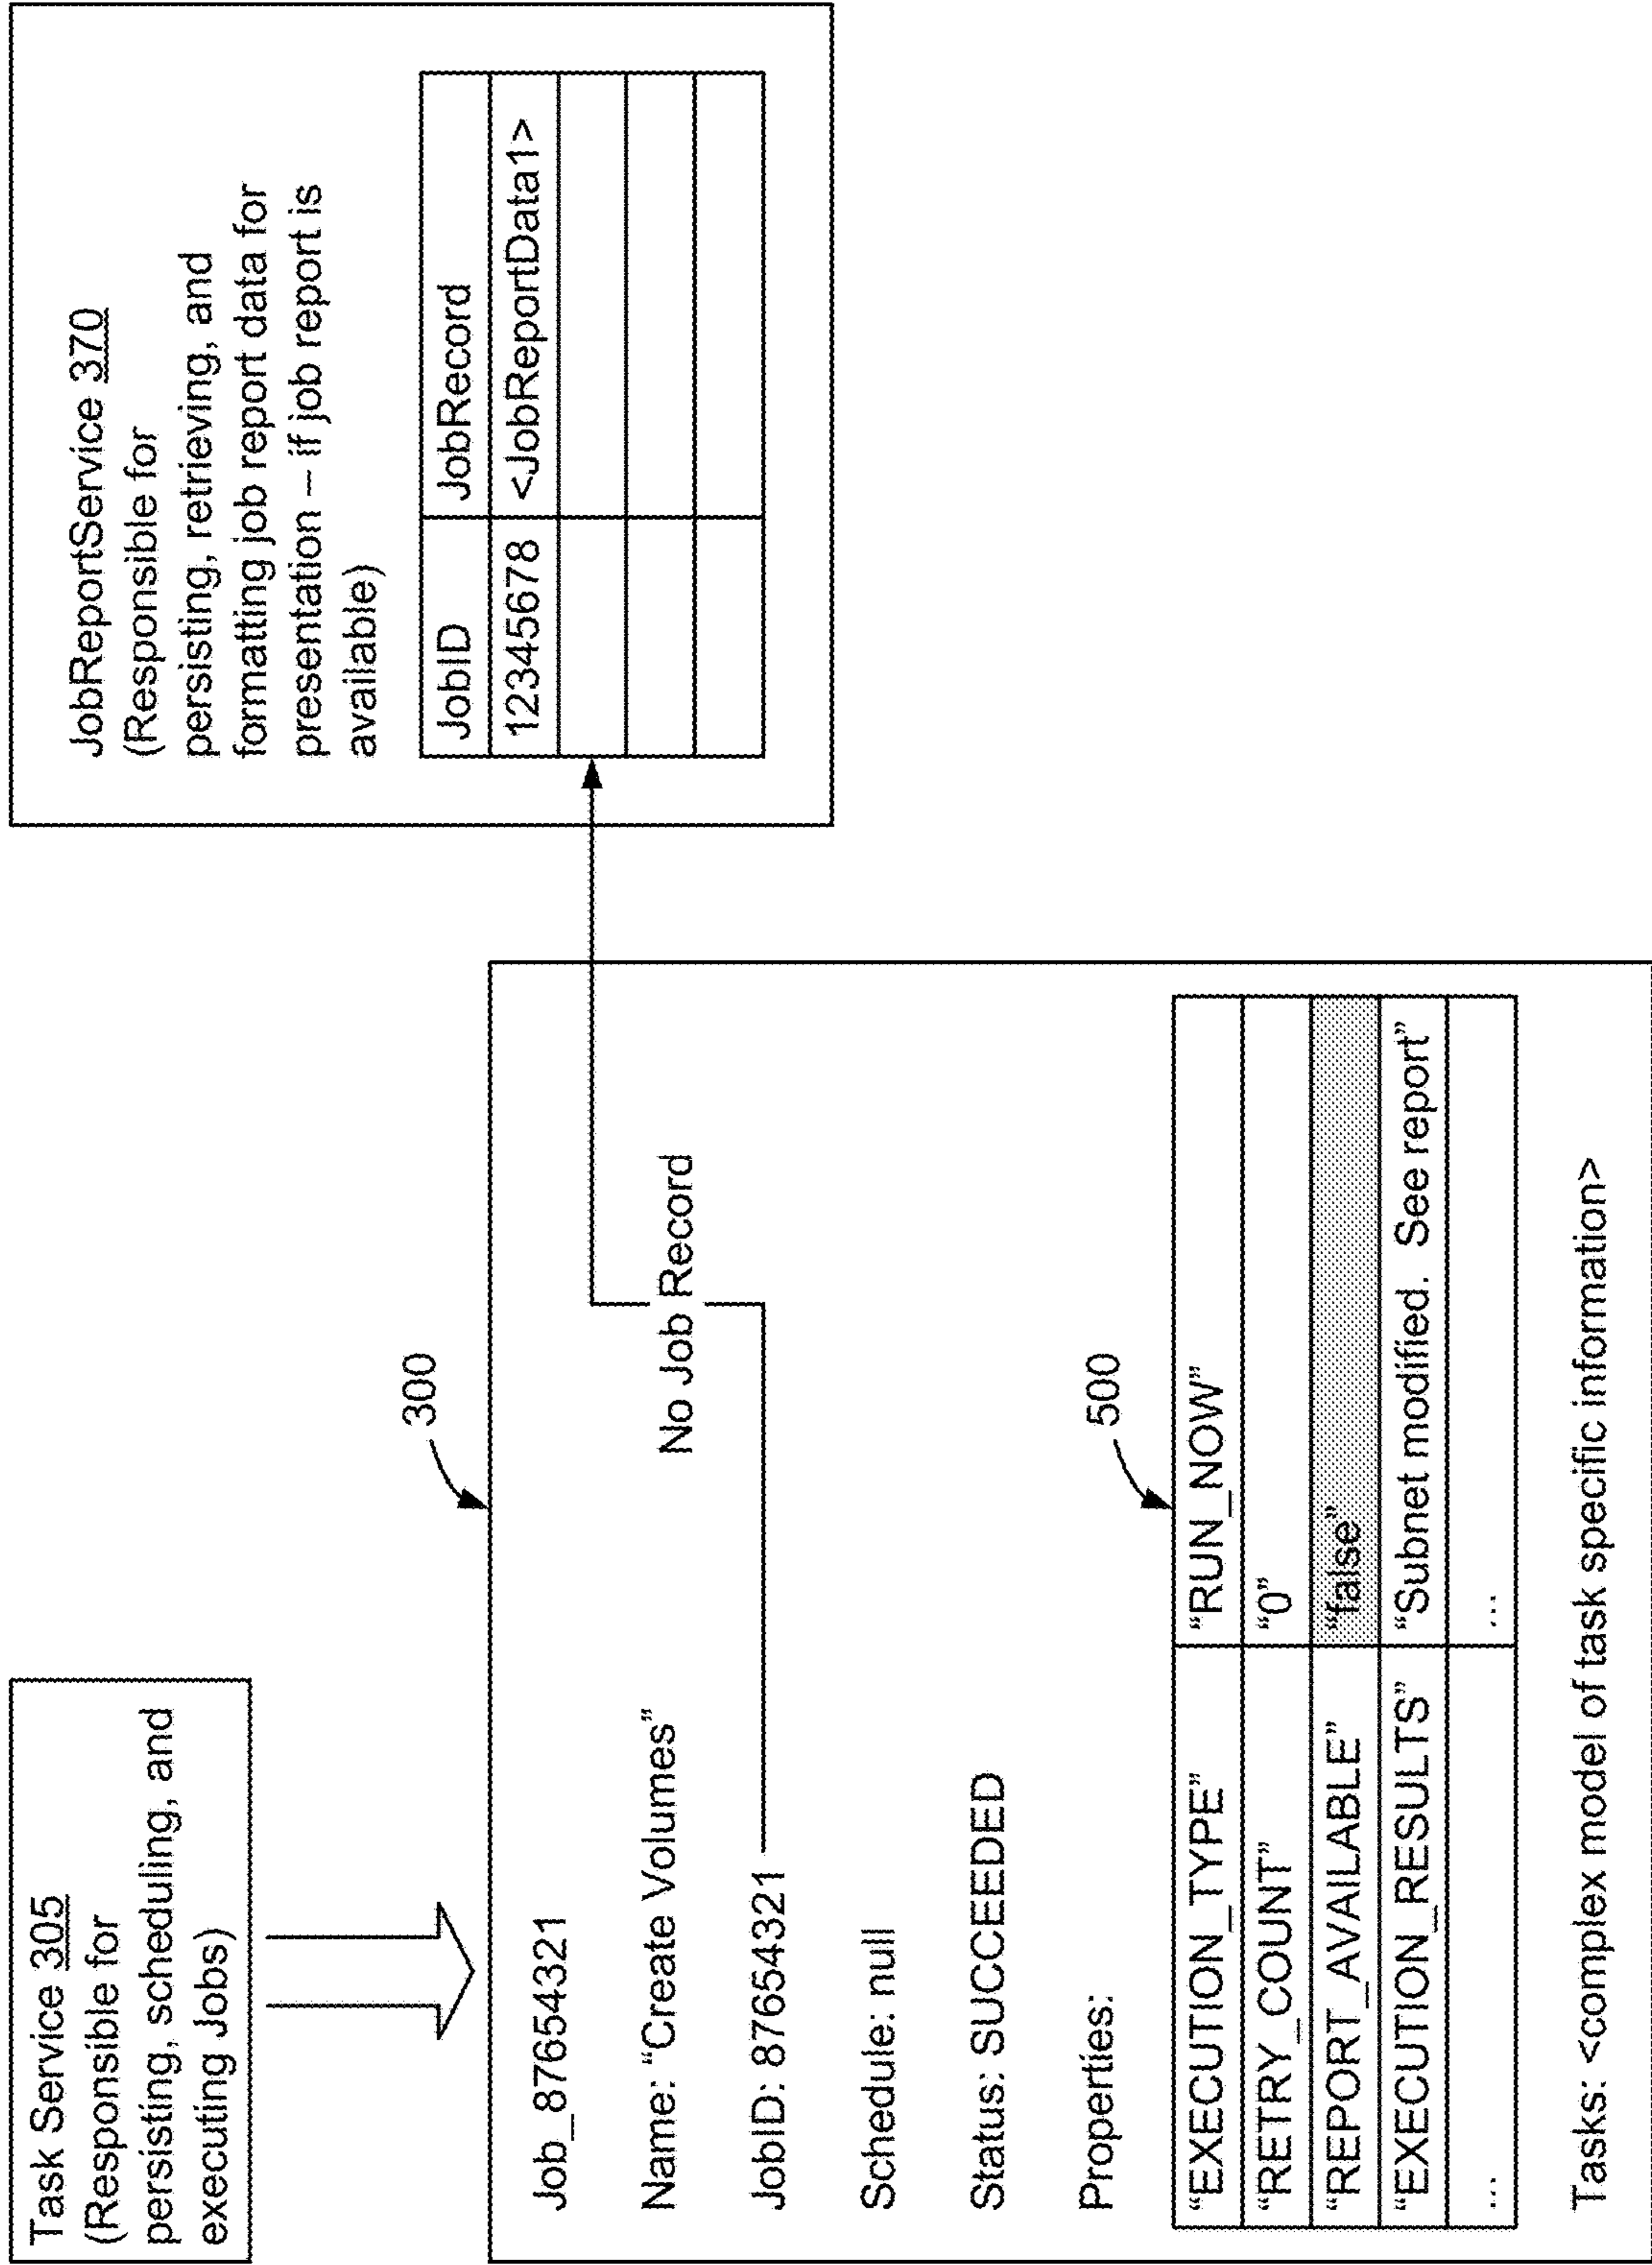 Task Service 305
(Responsible for
persisting, scheduling, and
executing Jobs)
JobReportService 370
(Responsible for
persisting, retrieving, and
formatting job report data for
presentation – if job report is
available)
JobID JobRecord
12345678 <JobReportData1>
300
Job_87654321
Name: “Create Volumes”
No Job Record
JobID: 87654321
Schedule: null
Status: SUCCEEDED
Properties:
500
“EXECUTION_TYPE” “RUN_NOW”
“RETRY_COUNT” “0”
“REPORT_AVAILABLE” “false”
“EXECUTION_RESULTS” “Subnet modified. See report”
... ...
Tasks: <complex model of task specific information>